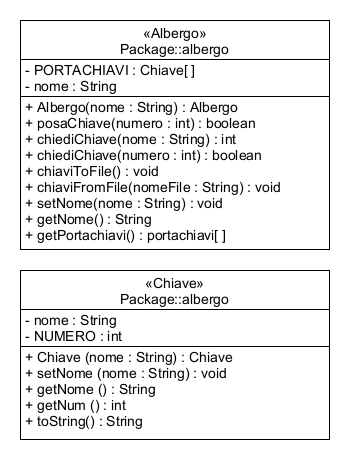 «Albergo»
Package::albergo
- PORTACHIAVI : Chiave[ ]
- nome : String
+ Albergo(nome : String) : Albergo
+ posaChiave(numero : int) : boolean
+ chiediChiave(nome : String) : int
+ chiediChiave(numero : int) : boolean
+ chiaviToFile() : void
+ chiaviFromFile(nomeFile : String) : void
+ setNome(nome : String) : void
+ getNome() : String
+ getPortachiavi() : portachiavi[ ]
«Chiave»
Package::albergo
- nome : String
- NUMERO : int
+ Chiave (nome : String) : Chiave
+ setNome (nome : String) : void
+ getNome () : String
+ getNum () : int
+ toString() : String